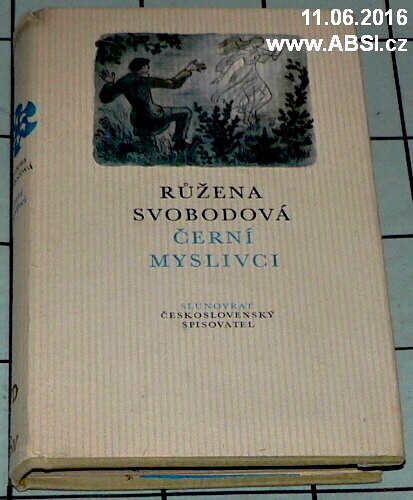 11.06.2016
www.ABSI.cz
RŮŽENA
SVOBODOVÁ
ČERNÍ
MYSLIVCI
SLUNOVRAT
ČESKOSLOVENSKÝ
SPISOVATEL